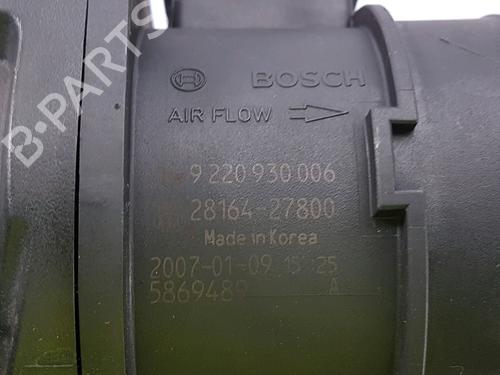 BOSCH
AIR FLOW
9 220 930 006
28164-27800
Made in Korea
2007-01-09 15 25
5869489 A
B-PARTS